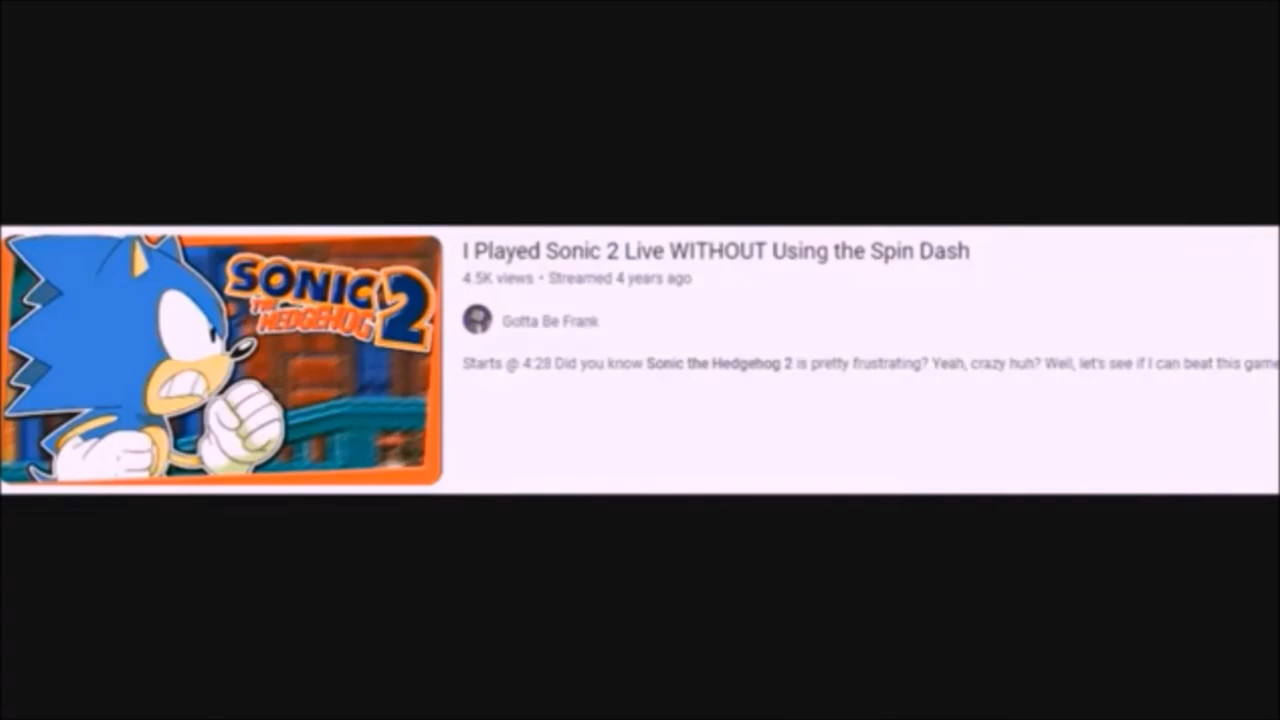 SONIC
THE
HEDGEHOG
2
I Played Sonic 2 Live WITHOUT Using the Spin Dash
4.5K views • Streamed 4 years ago
Gotta Be Frank
Starts @ 4:28 Did you know Sonic the Hedgehog 2 is pretty frustrating? Yeah, crazy huh? Well, let's see if I can beat this game